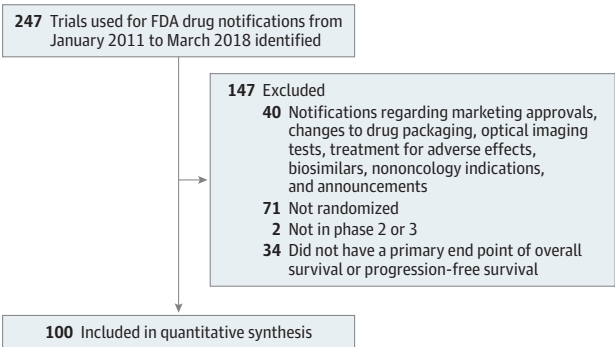 247 Trials used for FDA drug notifications from
January 2011 to March 2018 identified
147 Excluded
40 Notifications regarding marketing approvals,
changes to drug packaging, optical imaging
tests, treatment for adverse effects,
biosimilars, nononcology indications,
and announcements
71 Not randomized
2 Not in phase 2 or 3
34 Did not have a primary end point of overall
survival or progression-free survival
100 Included in quantitative synthesis